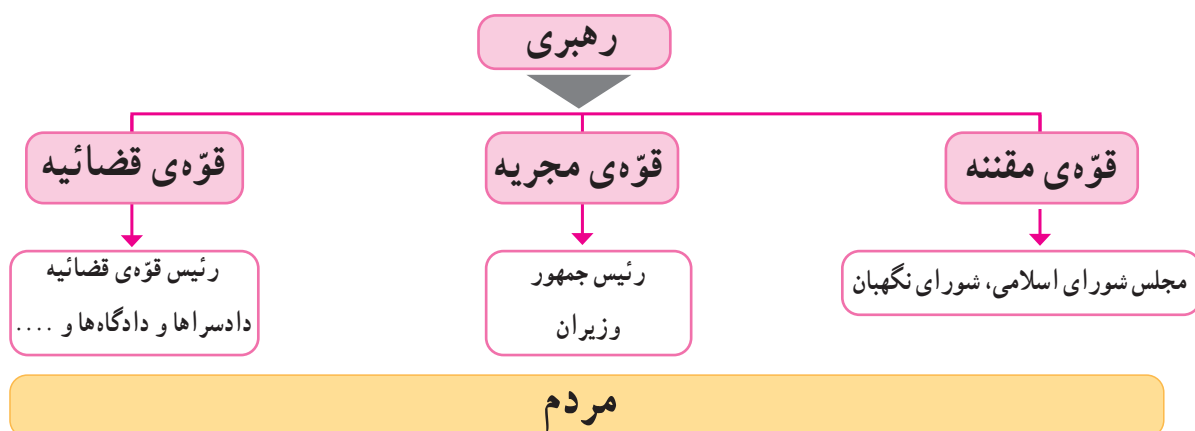 رهبری
قوّه‌ی مقننه
قوّه‌ی مجریه
قوّه‌ی قضائیه
مجلس شورای اسلامی، شورای نگهبان
رئیس جمهور
وزیران
رئیس قوّه‌ی قضائیه
دادسراها و دادگاه‌ها و ....
مردم